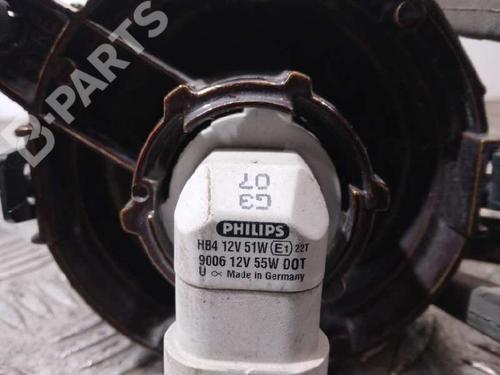 B-PARTS
G3
07
PHILIPS
HB4 12V 51W E1 22T
9006 12V 55W DOT
U ∝ Made in Germany